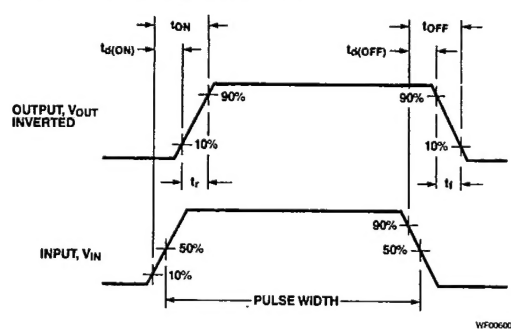 tON
td(ON)
tOFF
td(OFF)
OUTPUT, VOUT
INVERTED
90%
90%
10%
10%
tr
tf
INPUT, VIN
90%
50%
50%
10%
PULSE WIDTH
WF00600